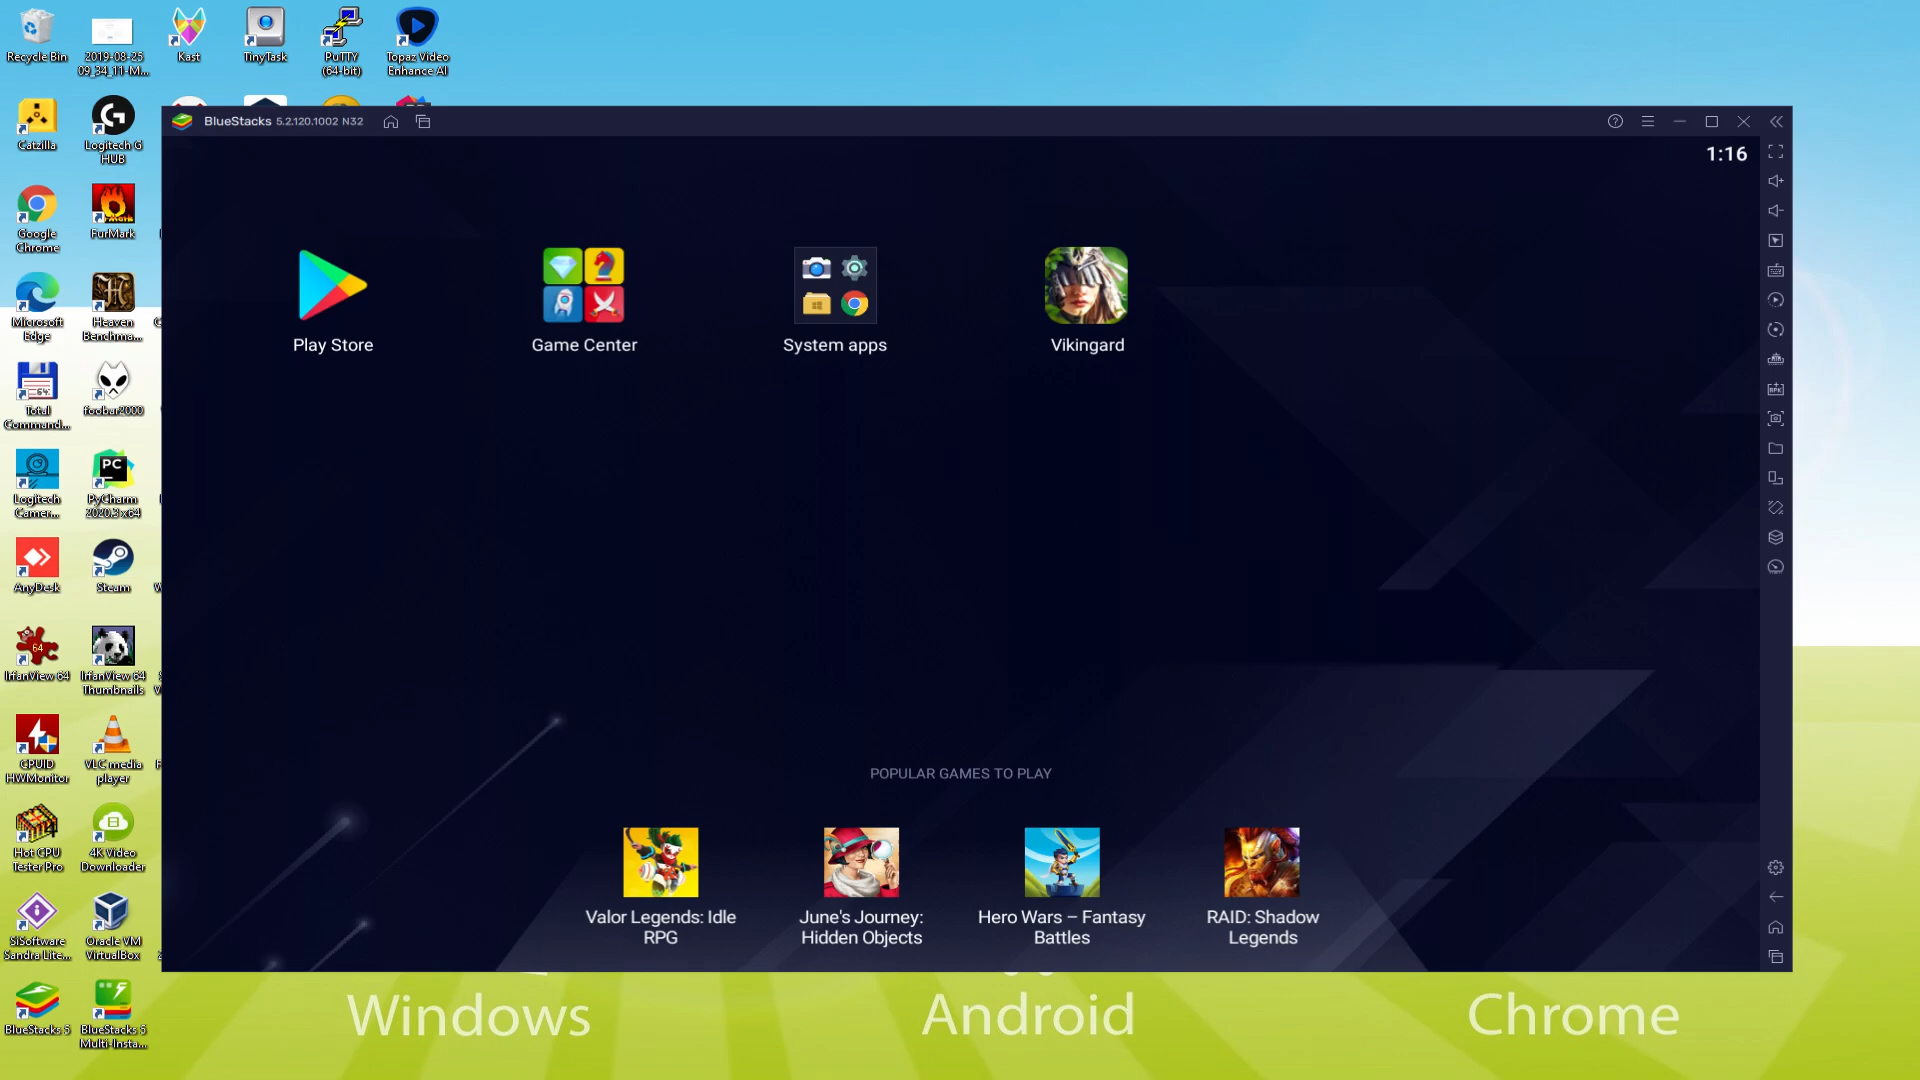 Recycle Bin
2019-08-25
09_34_11-M...
Kast
TinyTask
PuTTY
(64-bit)
Topaz Video
Enhance AI
BlueStacks 5.2.120.1002 N32
1:16
Catzilla
Logitech G
HUB
Google
Chrome
FurMark
Microsoft
Edge
Heaven
Benchma...
Total
Command...
foobar2000
Logitech
Camer...
PyCharm
2020.3 x64
AnyDesk
Steam
IrfanView 64
IrfanView 64
Thumbnails
CPUID
HWMonitor
VLC media
player
Hot CPU
Tester Pro
4K Video
Downloader
SiSoftware
Sandra Lite...
Oracle VM
VirtualBox
BlueStacks 5
BlueStacks 5
Multi-Insta...
Play Store
Game Center
System apps
Vikingard
POPULAR GAMES TO PLAY
Valor Legends: Idle
RPG
June's Journey:
Hidden Objects
Hero Wars – Fantasy
Battles
RAID: Shadow
Legends
Windows
Android
Chrome